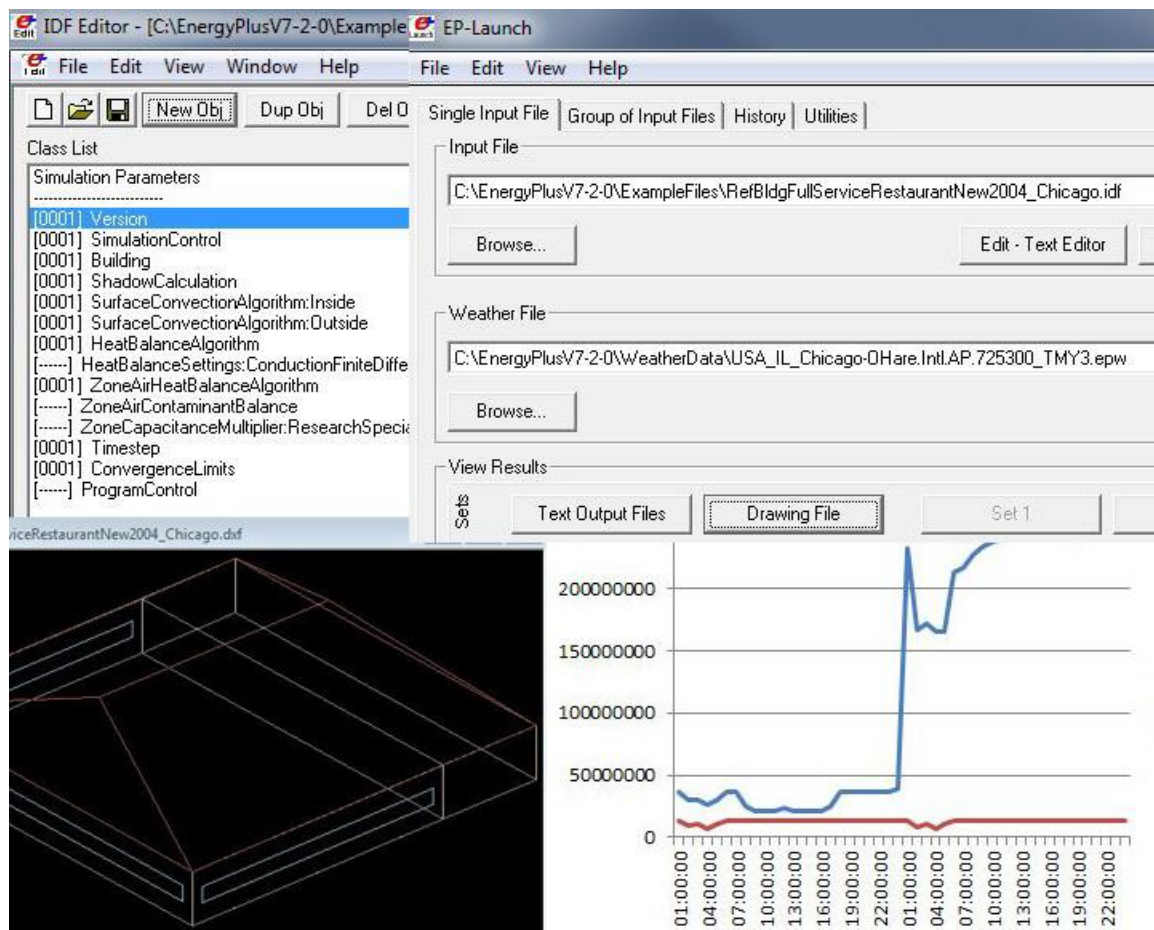 IDF Editor - [C:\EnergyPlusV7-2-0\Example
File Edit View Window Help
New Obj Dup Obj Del O
Class List
Simulation Parameters
-------------------------
[0001] Version
[0001] SimulationControl
[0001] Building
[0001] ShadowCalculation
[0001] SurfaceConvectionAlgorithm:Inside
[0001] SurfaceConvectionAlgorithm:Outside
[0001] HeatBalanceAlgorithm
[------] HeatBalanceSettings:ConductionFiniteDiffe
[0001] ZoneAirHeatBalanceAlgorithm
[------] ZoneAirContaminantBalance
[------] ZoneCapacitanceMultiplier:ResearchSpecia
[0001] Timestep
[0001] ConvergenceLimits
[------] ProgramControl
EP-Launch
File Edit View Help
Single Input File Group of Input Files History Utilities
Input File
C:\EnergyPlusV7-2-0\ExampleFiles\RefBldgFullServiceRestaurantNew2004_Chicago.idf
Browse... Edit - Text Editor
Weather File
C:\EnergyPlusV7-2-0\WeatherData\USA_IL_Chicago-OHare.Intl.AP.725300_TMY3.epw
Browse...
View Results
Sets
Text Output Files Drawing File Set 1
viceRestaurantNew2004_Chicago.dxf
200000000
150000000
100000000
50000000
0
01:00:00
04:00:00
07:00:00
10:00:00
13:00:00
16:00:00
19:00:00
22:00:00
01:00:00
04:00:00
07:00:00
10:00:00
13:00:00
16:00:00
19:00:00
22:00:00